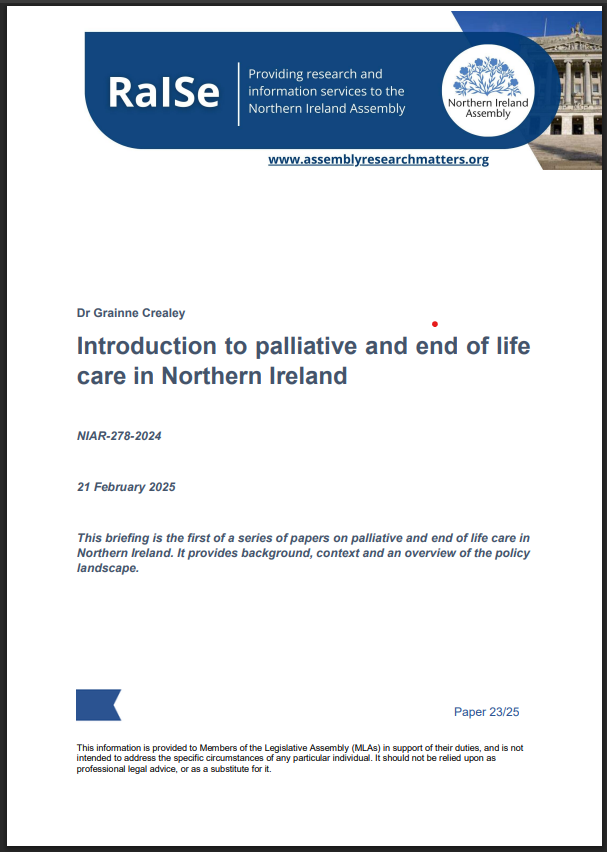 RaISe
Providing research and
information services to the
Northern Ireland Assembly
Northern Ireland
Assembly
www.assemblyresearchmatters.org
Dr Grainne Crealey
Introduction to palliative and end of life
care in Northern Ireland
NIAR-278-2024
21 February 2025
This briefing is the first of a series of papers on palliative and end of life care in
Northern Ireland. It provides background, context and an overview of the policy
landscape.
Paper 23/25
This information is provided to Members of the Legislative Assembly (MLAs) in support of their duties, and is not
intended to address the specific circumstances of any particular individual. It should not be relied upon as
professional legal advice, or as a substitute for it.